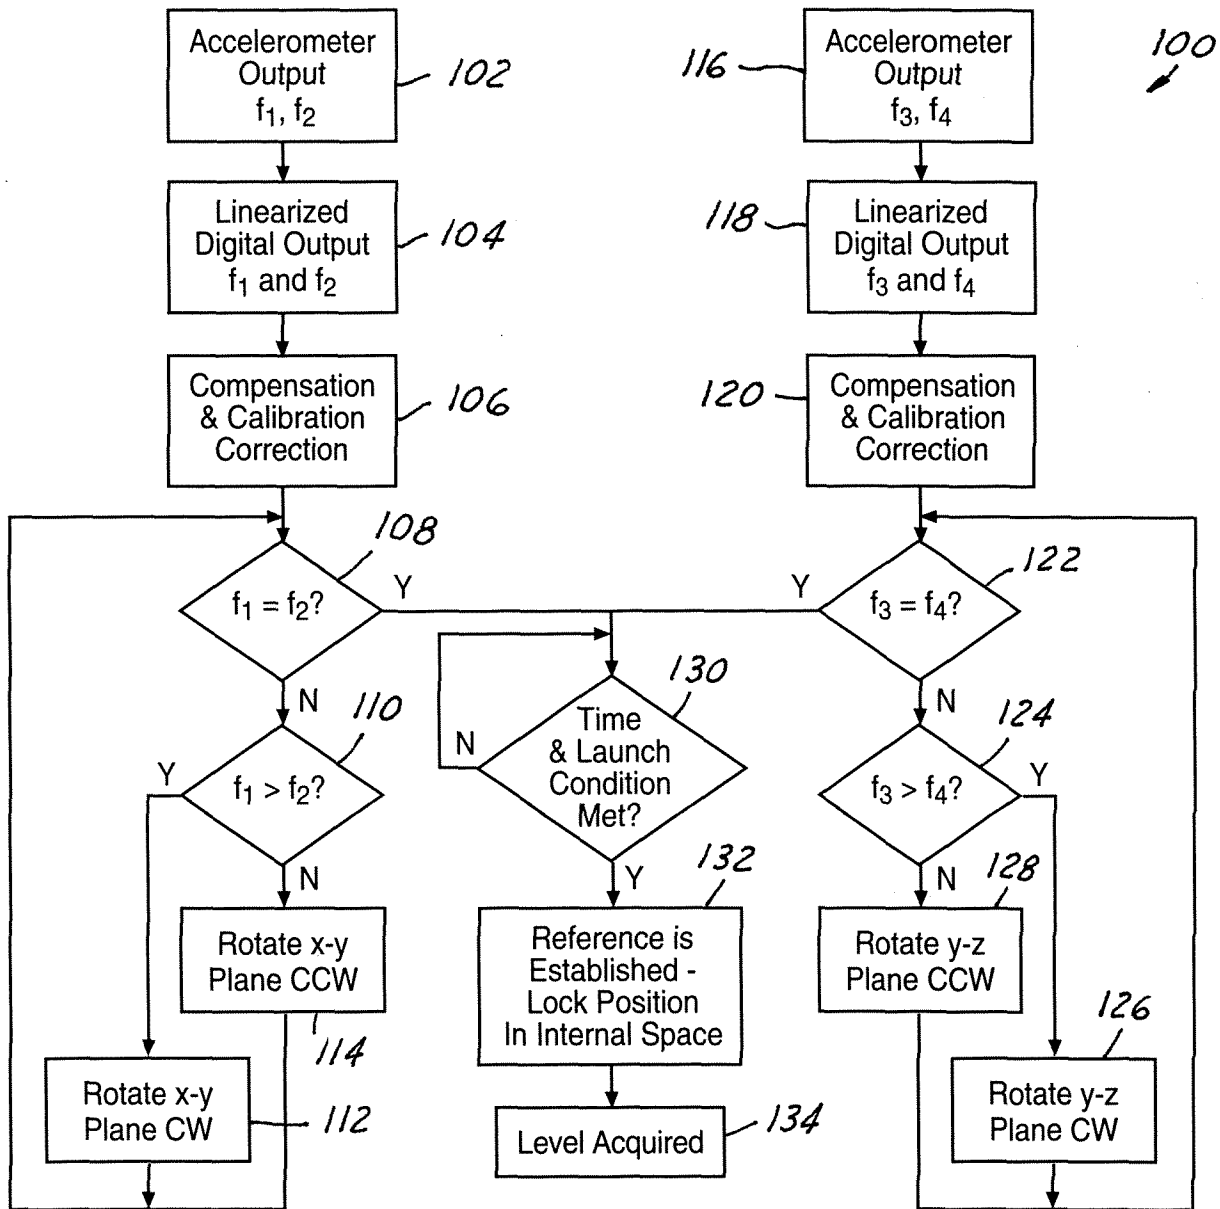 Accelerometer
Output
f1, f2
102
116
Accelerometer
Output
f3, f4
100
Linearized
Digital Output
f1 and f2
104
118
Linearized
Digital Output
f3 and f4
Compensation
& Calibration
Correction
106
120
Compensation
& Calibration
Correction
108
f1 = f2?
Y
N
Y
f3 = f4?
122
N
110
f1 > f2?
Y
N
130
Time
& Launch
Condition
Met?
N
Y
124
f3 > f4?
Y
N
Rotate x-y
Plane CCW
114
132
Reference is
Established -
Lock Position
In Internal Space
128
Rotate y-z
Plane CCW
Rotate x-y
Plane CW
112
Level Acquired
134
126
Rotate y-z
Plane CW